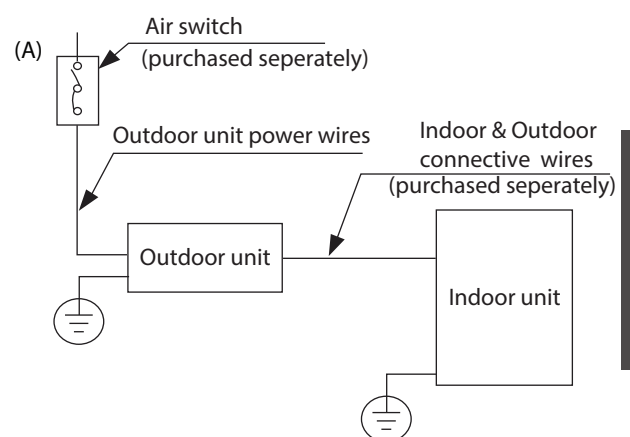 (A)
Air switch
(purchased seperately)
Outdoor unit power wires
Indoor & Outdoor
connective wires
(purchased seperately)
Outdoor unit
Indoor unit